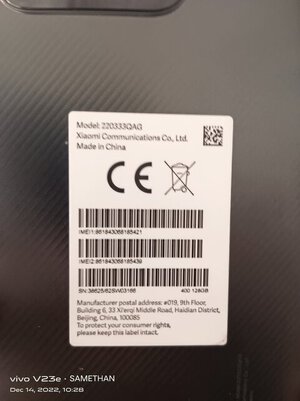 Model: 220333QAG
Xiaomi Communications Co., Ltd.
Made in China
CE
IMEI1:861843068185421
IMEI2:861843068185439
SN:38625/62SW03166 400 128GB
Manufacturer postal address: #019, 9th Floor,
Building 6, 33 Xi'erqi Middle Road, Haidian District,
Beijing, China, 100085
To protect your consumer rights,
please keep this label intact.
vivo V23e · SAMETHAN
Dec 14, 2022, 10:28